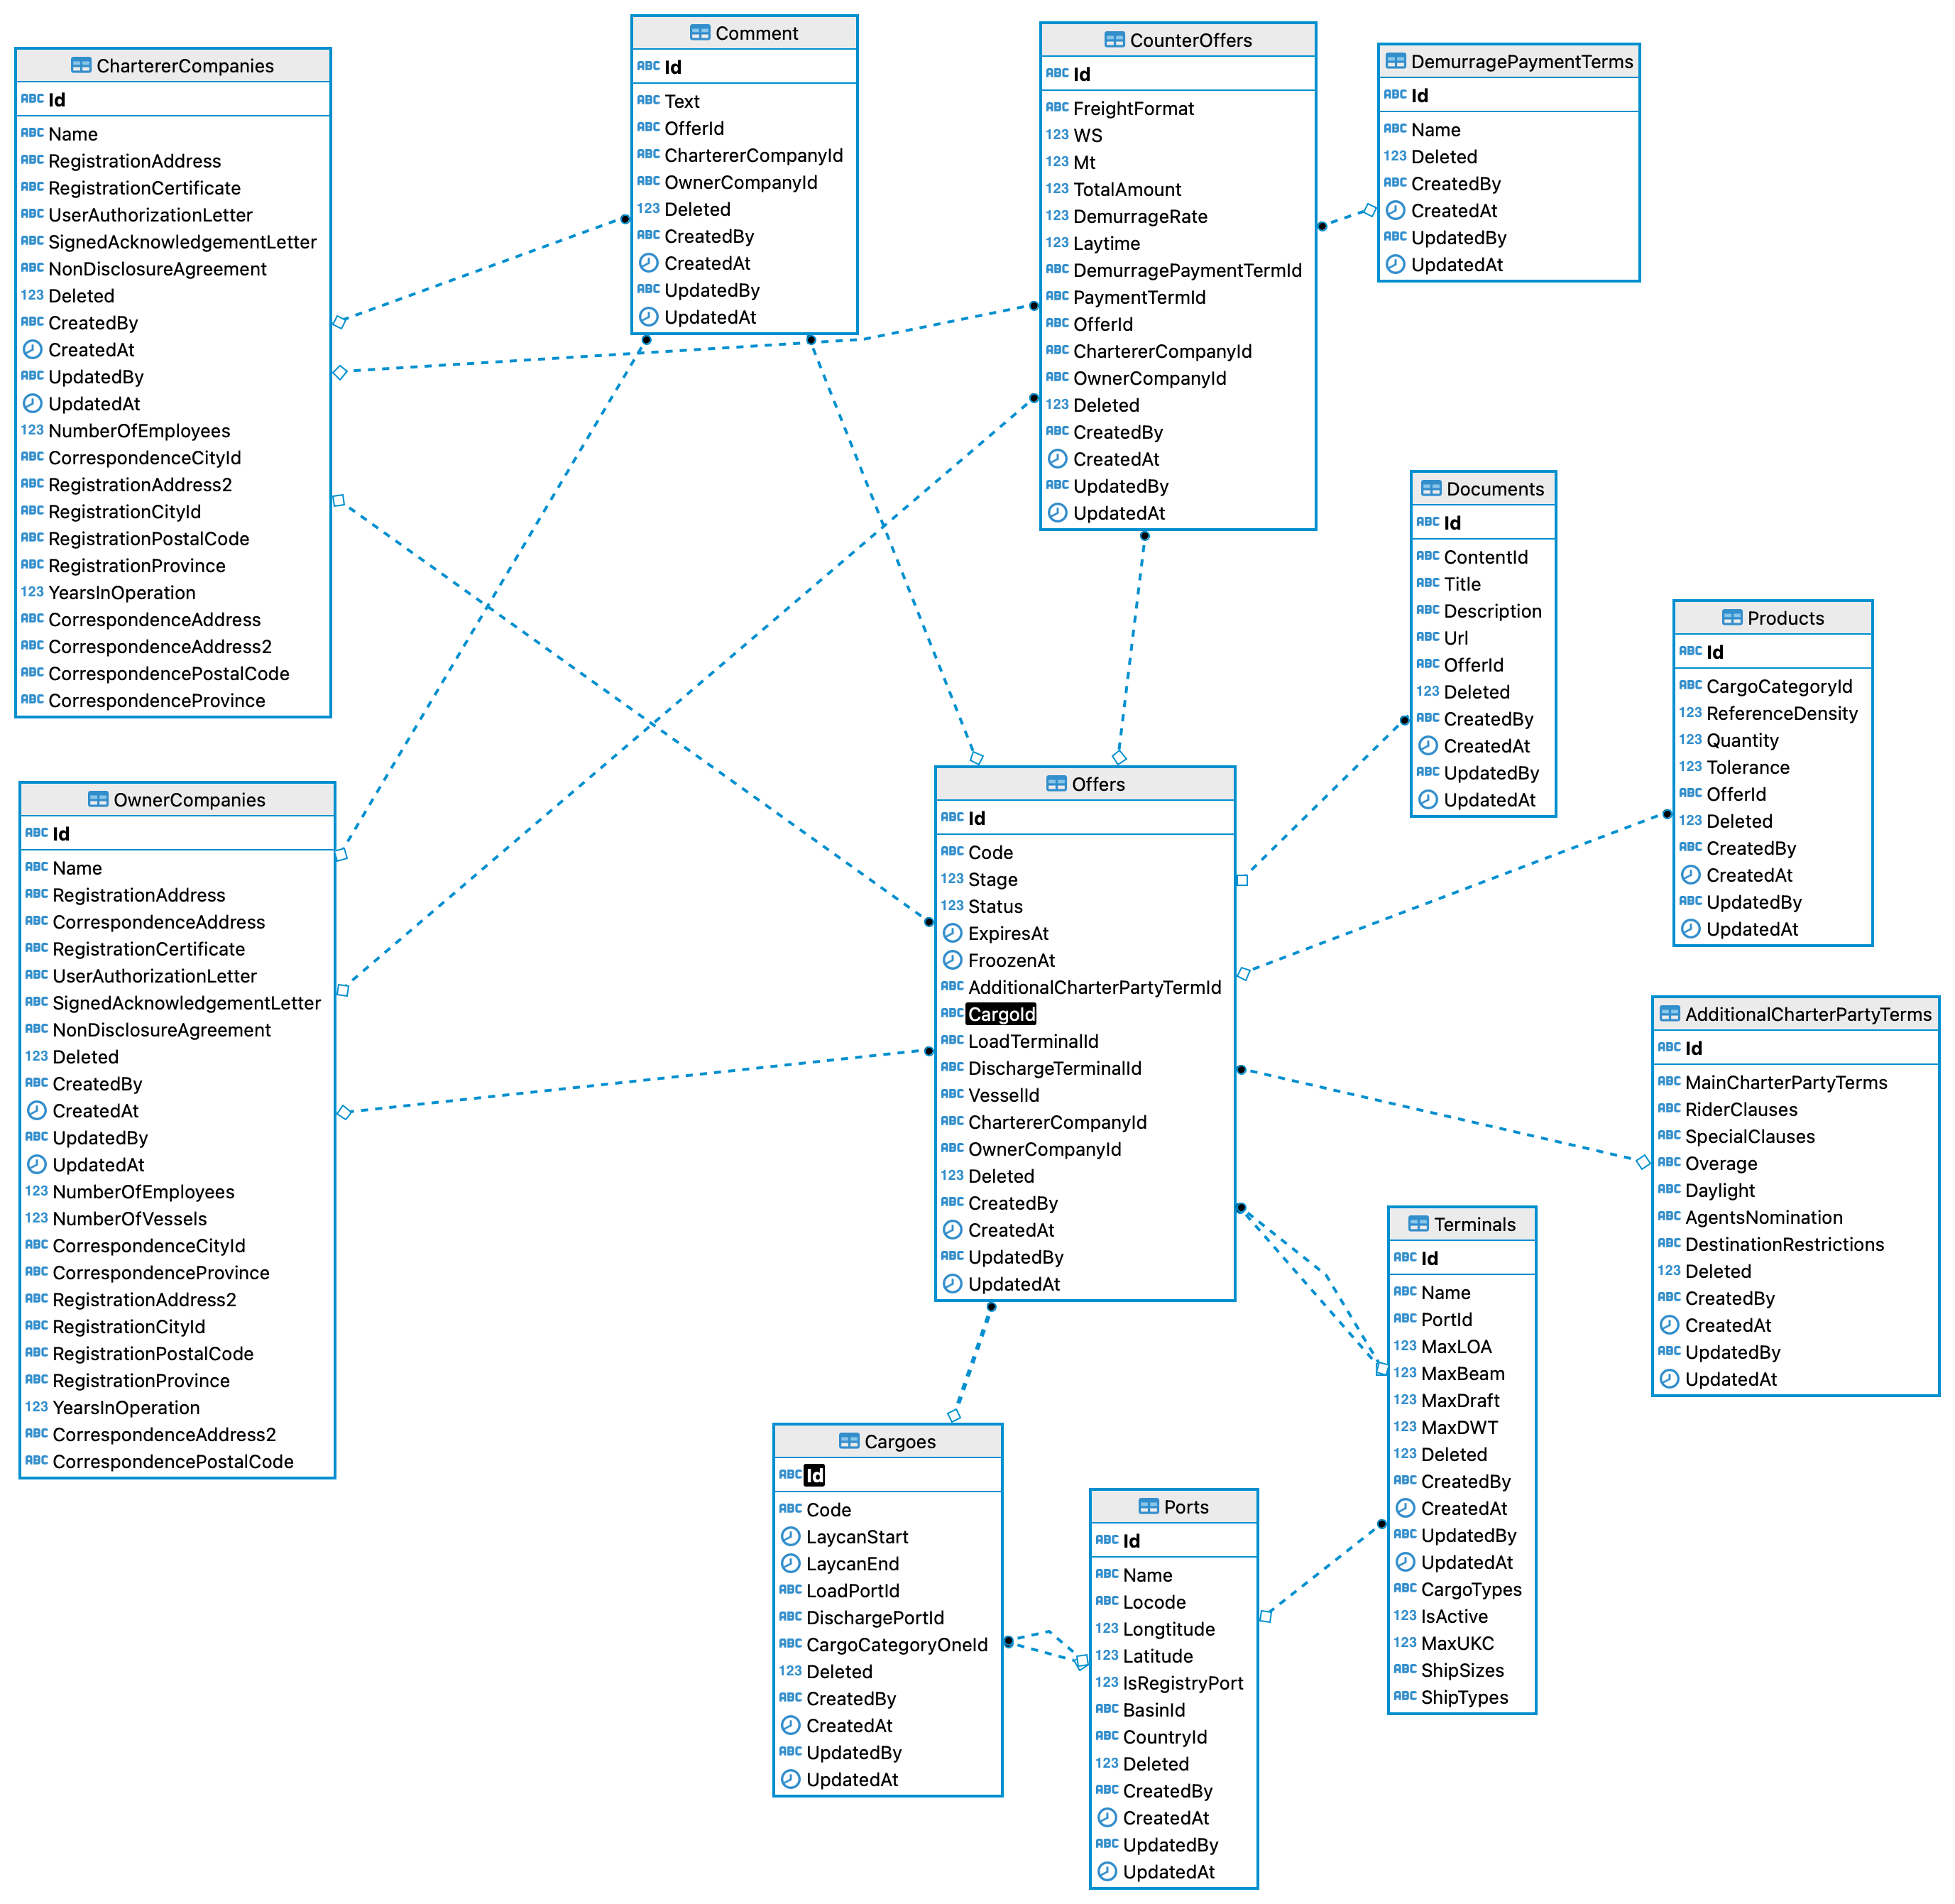 ChartererCompanies
ABC Id
ABC Name
ABC RegistrationAddress
ABC RegistrationCertificate
ABC UserAuthorizationLetter
ABC SignedAcknowledgementLetter
ABC NonDisclosureAgreement
123 Deleted
ABC CreatedBy
CreatedAt
ABC UpdatedBy
UpdatedAt
123 NumberOfEmployees
ABC CorrespondenceCityId
ABC RegistrationAddress2
ABC RegistrationCityId
ABC RegistrationPostalCode
ABC RegistrationProvince
123 YearsInOperation
ABC CorrespondenceAddress
ABC CorrespondenceAddress2
ABC CorrespondencePostalCode
ABC CorrespondenceProvince
Comment
ABC Id
ABC Text
ABC OfferId
ABC ChartererCompanyId
ABC OwnerCompanyId
123 Deleted
ABC CreatedBy
CreatedAt
ABC UpdatedBy
UpdatedAt
CounterOffers
ABC Id
ABC FreightFormat
123 WS
123 Mt
123 TotalAmount
123 DemurrageRate
123 Laytime
ABC DemurragePaymentTermId
ABC PaymentTermId
ABC OfferId
ABC ChartererCompanyId
ABC OwnerCompanyId
123 Deleted
ABC CreatedBy
CreatedAt
ABC UpdatedBy
UpdatedAt
DemurragePaymentTerms
ABC Id
ABC Name
123 Deleted
ABC CreatedBy
CreatedAt
ABC UpdatedBy
UpdatedAt
Documents
ABC Id
ABC ContentId
ABC Title
ABC Description
ABC Url
ABC OfferId
123 Deleted
ABC CreatedBy
CreatedAt
ABC UpdatedBy
UpdatedAt
Products
ABC Id
ABC CargoCategoryId
123 ReferenceDensity
123 Quantity
123 Tolerance
ABC OfferId
123 Deleted
ABC CreatedBy
CreatedAt
ABC UpdatedBy
UpdatedAt
OwnerCompanies
ABC Id
ABC Name
ABC RegistrationAddress
ABC CorrespondenceAddress
ABC RegistrationCertificate
ABC UserAuthorizationLetter
ABC SignedAcknowledgementLetter
ABC NonDisclosureAgreement
123 Deleted
ABC CreatedBy
CreatedAt
ABC UpdatedBy
UpdatedAt
123 NumberOfEmployees
123 NumberOfVessels
ABC CorrespondenceCityId
ABC CorrespondenceProvince
ABC RegistrationAddress2
ABC RegistrationCityId
ABC RegistrationPostalCode
ABC RegistrationProvince
123 YearsInOperation
ABC CorrespondenceAddress2
ABC CorrespondencePostalCode
Offers
ABC Id
ABC Code
123 Stage
123 Status
ExpiresAt
FroozenAt
ABC AdditionalCharterPartyTermId
ABC CargoId
ABC LoadTerminalId
ABC DischargeTerminalId
ABC VesselId
ABC ChartererCompanyId
ABC OwnerCompanyId
123 Deleted
ABC CreatedBy
CreatedAt
ABC UpdatedBy
UpdatedAt
AdditionalCharterPartyTerms
ABC Id
ABC MainCharterPartyTerms
ABC RiderClauses
ABC SpecialClauses
ABC Overage
ABC Daylight
ABC AgentsNomination
ABC DestinationRestrictions
123 Deleted
ABC CreatedBy
CreatedAt
ABC UpdatedBy
UpdatedAt
Terminals
ABC Id
ABC Name
ABC PortId
123 MaxLOA
123 MaxBeam
123 MaxDraft
123 MaxDWT
123 Deleted
ABC CreatedBy
CreatedAt
ABC UpdatedBy
UpdatedAt
ABC CargoTypes
123 IsActive
123 MaxUKC
ABC ShipSizes
ABC ShipTypes
Cargoes
ABC Id
ABC Code
LaycanStart
LaycanEnd
ABC LoadPortId
ABC DischargePortId
ABC CargoCategoryOneId
123 Deleted
ABC CreatedBy
CreatedAt
ABC UpdatedBy
UpdatedAt
Ports
ABC Id
ABC Name
ABC Locode
123 Longtitude
123 Latitude
123 IsRegistryPort
ABC BasinId
ABC CountryId
123 Deleted
ABC CreatedBy
CreatedAt
ABC UpdatedBy
UpdatedAt